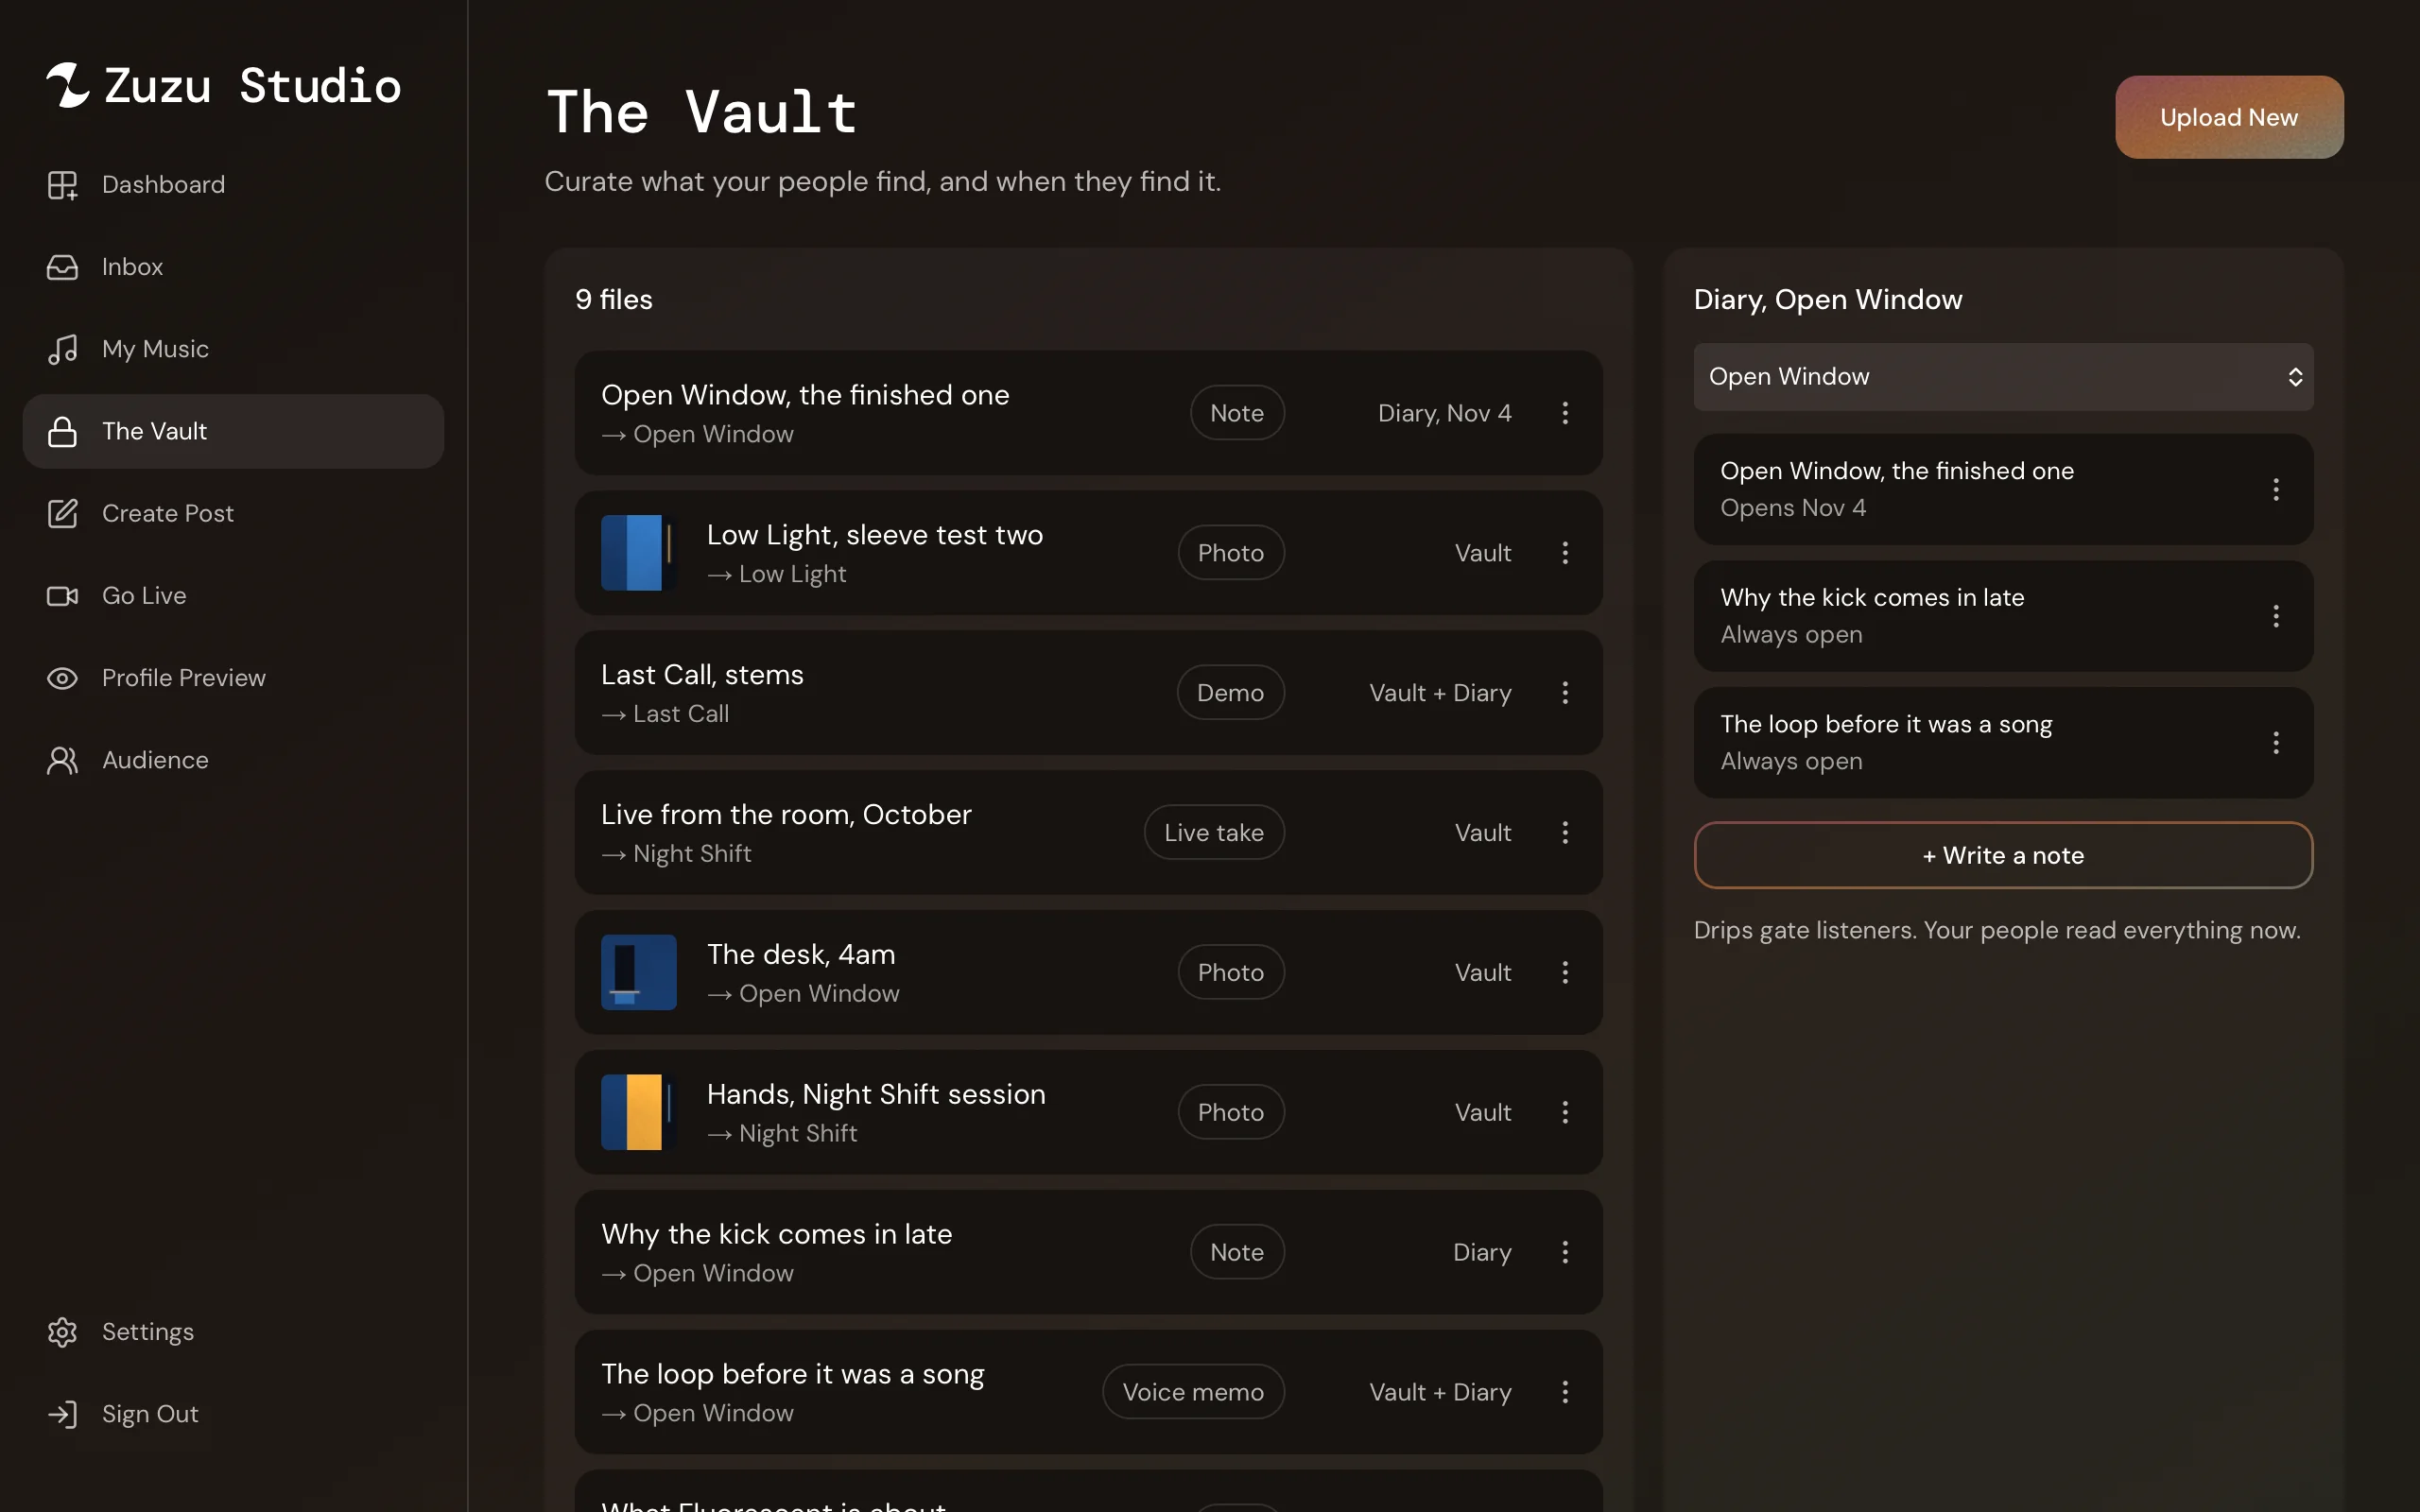 Zuzu Studio
Dashboard
Inbox
My Music
The Vault
Create Post
Go Live
Profile Preview
Audience
Settings
Sign Out
The Vault
Curate what your people find, and when they find it.
Upload New
9 files
Open Window, the finished one
→ Open Window
Note
Diary, Nov 4
Low Light, sleeve test two
→ Low Light
Photo
Vault
Last Call, stems
→ Last Call
Demo
Vault + Diary
Live from the room, October
→ Night Shift
Live take
Vault
The desk, 4am
→ Open Window
Photo
Vault
Hands, Night Shift session
→ Night Shift
Photo
Vault
Why the kick comes in late
→ Open Window
Note
Diary
The loop before it was a song
→ Open Window
Voice memo
Vault + Diary
What Fluorescent is about
Diary, Open Window
Open Window
Open Window, the finished one
Opens Nov 4
Why the kick comes in late
Always open
The loop before it was a song
Always open
+ Write a note
Drips gate listeners. Your people read everything now.